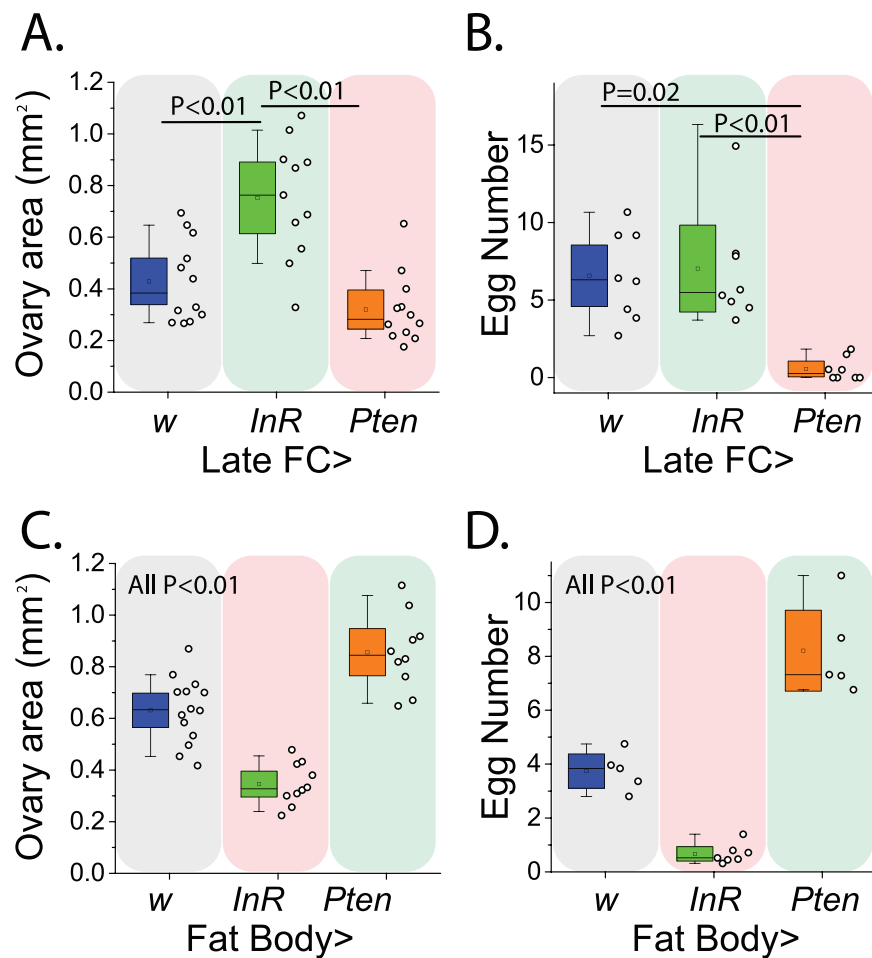 A.
Ovary area (mm²)
1.2
1.0
0.8
0.6
0.4
0.2
0.0
P<0.01
P<0.01
w InR Pten
Late FC>
B.
Egg Number
15
10
5
0
P=0.02
P<0.01
w InR Pten
Late FC>
C.
Ovary area (mm²)
1.2
1.0
0.8
0.6
0.4
0.2
0.0
All P<0.01
w InR Pten
Fat Body>
D.
Egg Number
10
8
6
4
2
0
All P<0.01
w InR Pten
Fat Body>